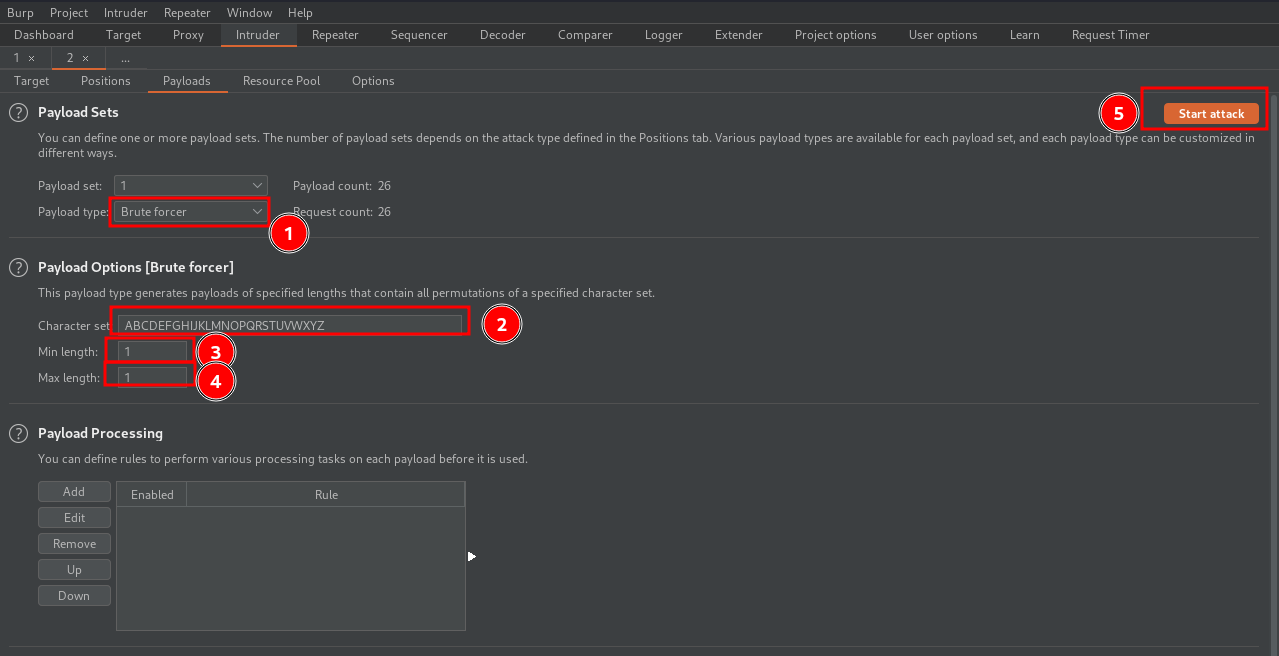 Burp Project Intruder Repeater Window Help
Dashboard Target Proxy Intruder Repeater Sequencer Decoder Comparer Logger Extender Project options User options Learn Request Timer
1 × 2 × ...
Target Positions Payloads Resource Pool Options
? Payload Sets
5 Start attack
You can define one or more payload sets. The number of payload sets depends on the attack type defined in the Positions tab. Various payload types are available for each payload set, and each payload type can be customized in
different ways.
Payload set: 1 Payload count: 26
Payload type: Brute forcer Request count: 26
1
? Payload Options [Brute forcer]
This payload type generates payloads of specified lengths that contain all permutations of a specified character set.
Character set ABCDEFGHIJKLMNOPQRSTUVWXYZ 2
Min length: 1 3
Max length: 1 4
? Payload Processing
You can define rules to perform various processing tasks on each payload before it is used.
Add Enabled Rule
Edit
Remove
Up
Down